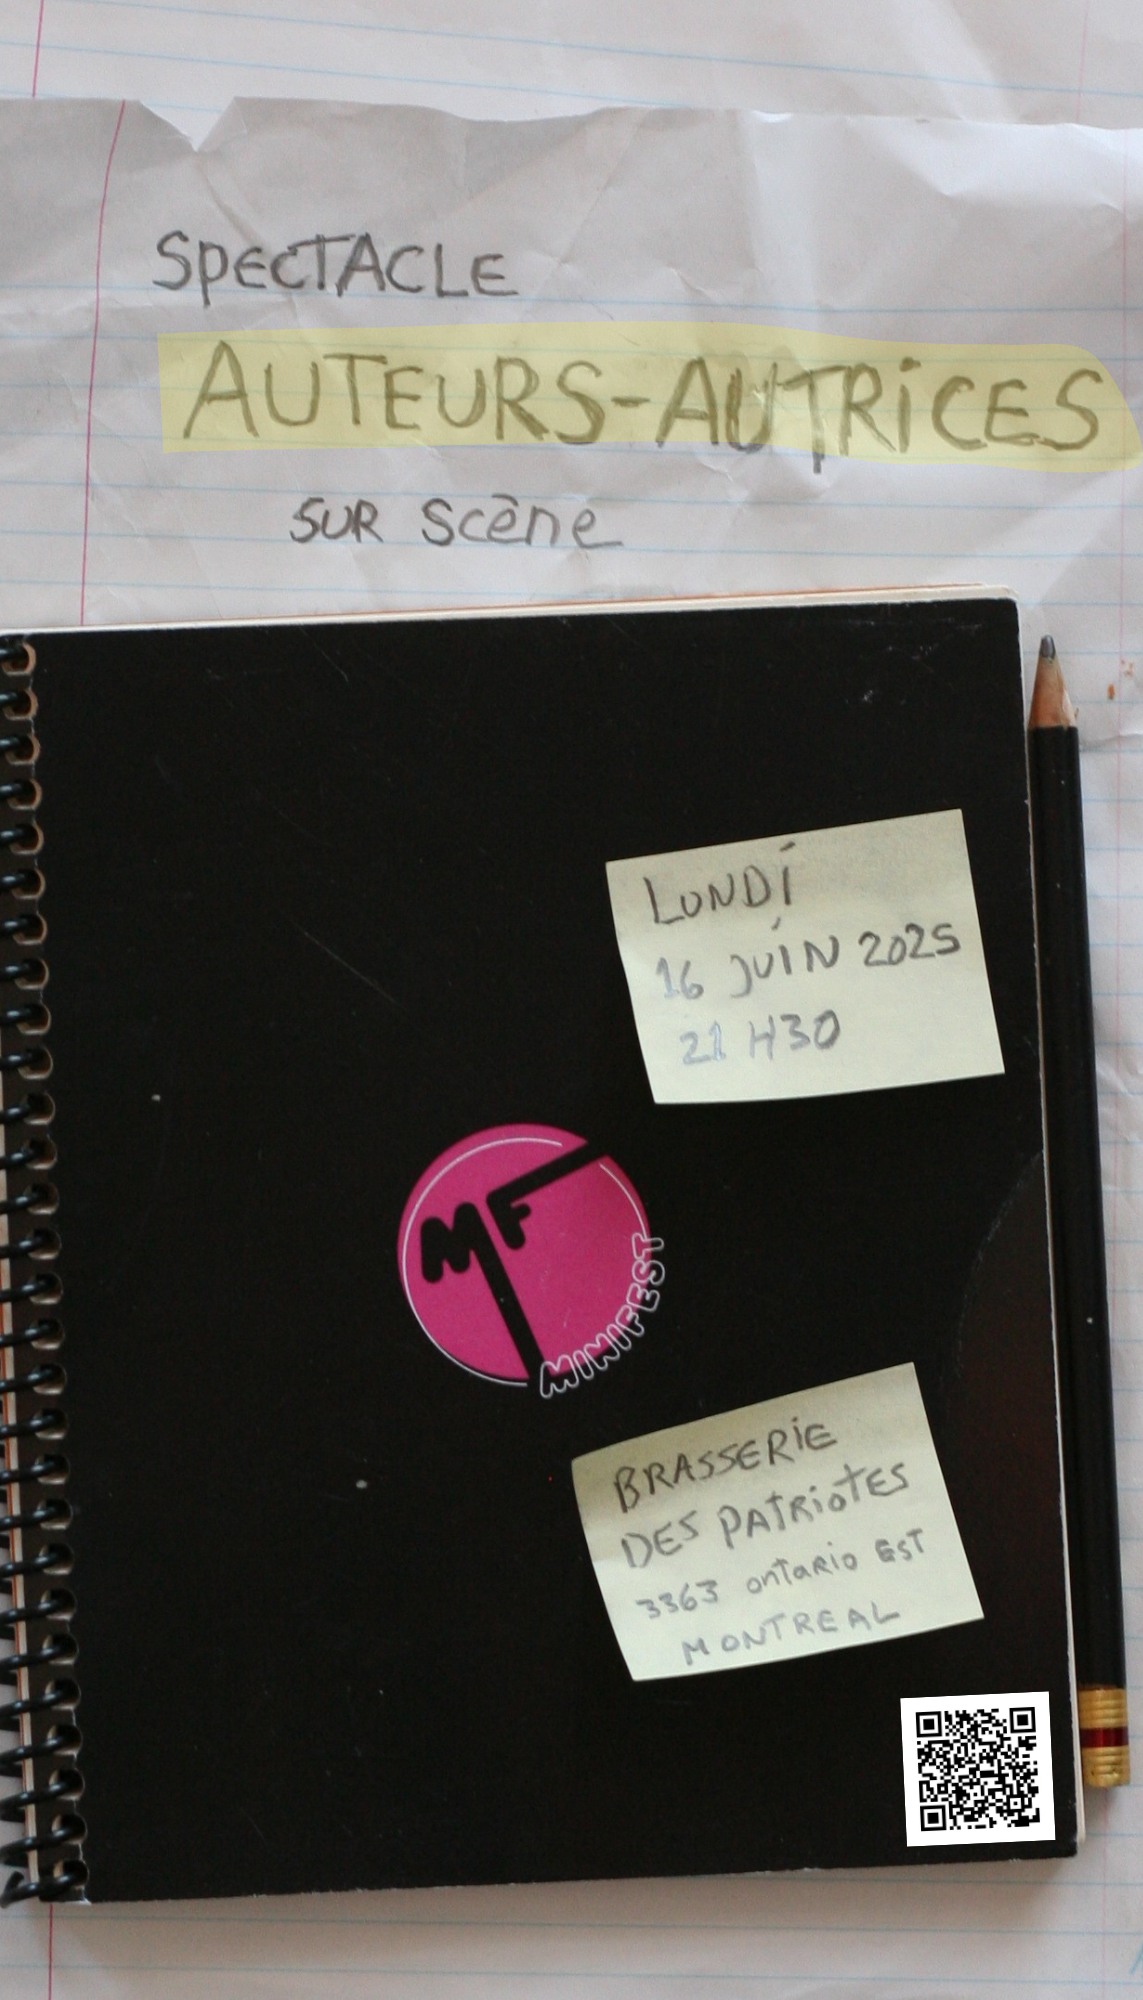 SPECTACLE
AUTEURS-AUTRICES
SUR Scène
LUNDI
16 JUIN 2025
21 H30
MF
MINIFEST
BRASSERIE
DES PATRIOTES
3363 ontario EST
MONTREAL